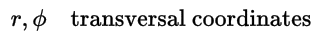 r, ϕ transversal coordinates